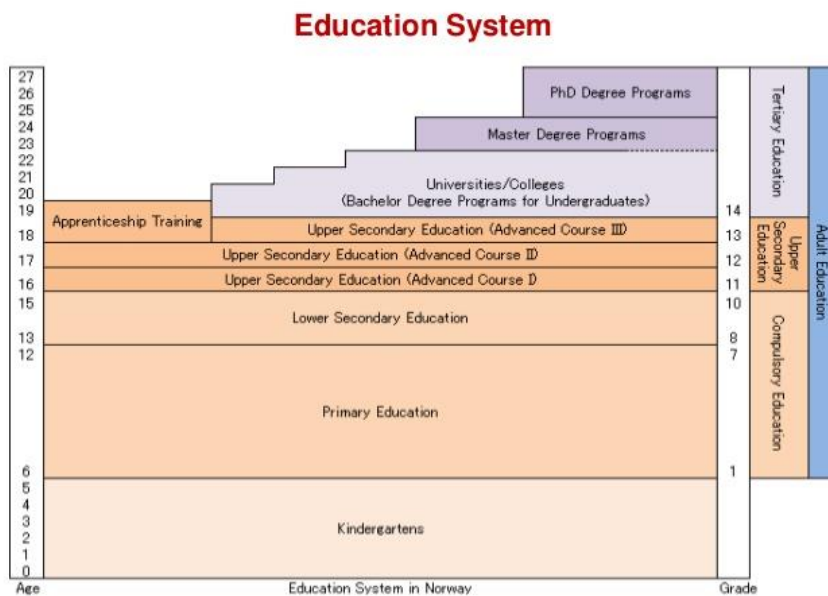 Education System
27
26
25
24
23
22
21
20
19
18
17
16
15
13
12
6
5
4
3
2
1
0
Age
PhD Degree Programs
Master Degree Programs
Universities/Colleges
(Bachelor Degree Programs for Undergraduates)
Apprenticeship Training
Upper Secondary Education (Advanced Course Ⅲ)
Upper Secondary Education (Advanced Course Ⅱ)
Upper Secondary Education (Advanced Course Ⅰ)
Lower Secondary Education
Primary Education
Kindergartens
Education System in Norway
14
13
12
11
10
8
7
1
Grade
Tertiary Education
Upper
Secondary
Education
Compulsory Education
Adult Education